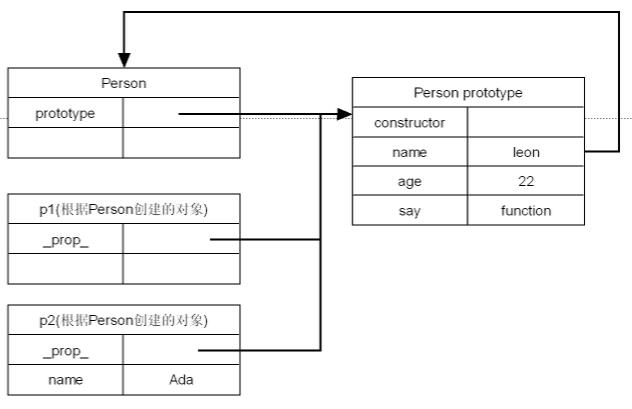 Person
prototype
Person prototype
constructor
name leon
age 22
say function
p1(根据Person创建的对象)
_prop_
p2(根据Person创建的对象)
_prop_
name Ada